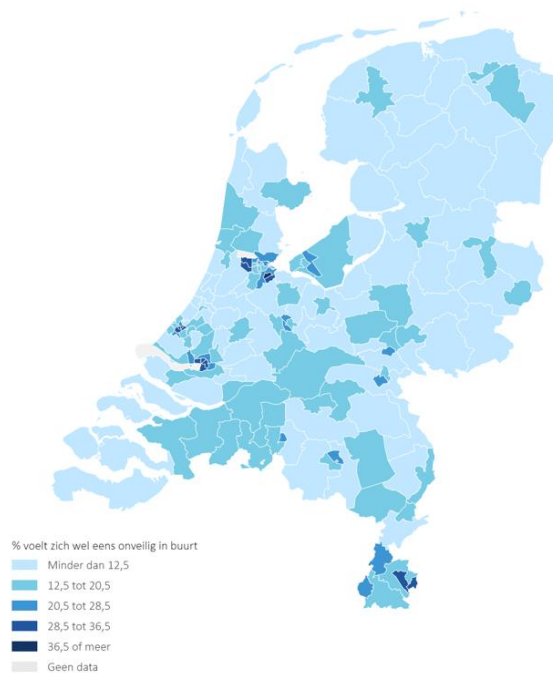 % voelt zich wel eens onveilig in buurt
Minder dan 12,5
12,5 tot 20,5
20,5 tot 28,5
28,5 tot 36,5
36,5 of meer
Geen data